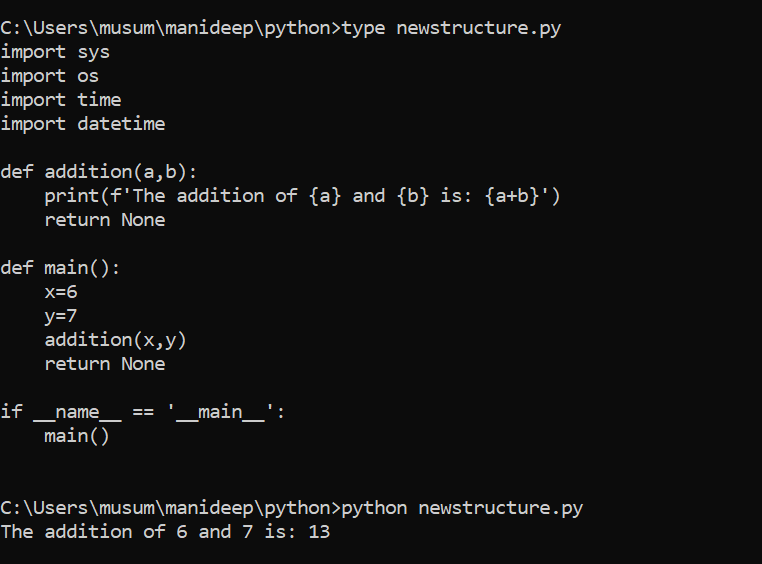 C:\Users\musum\manideep\python>type newstructure.py
import sys
import os
import time
import datetime

def addition(a,b):
    print(f'The addition of {a} and {b} is: {a+b}')
    return None

def main():
    x=6
    y=7
    addition(x,y)
    return None

if __name__ == '__main__':
    main()


C:\Users\musum\manideep\python>python newstructure.py
The addition of 6 and 7 is: 13